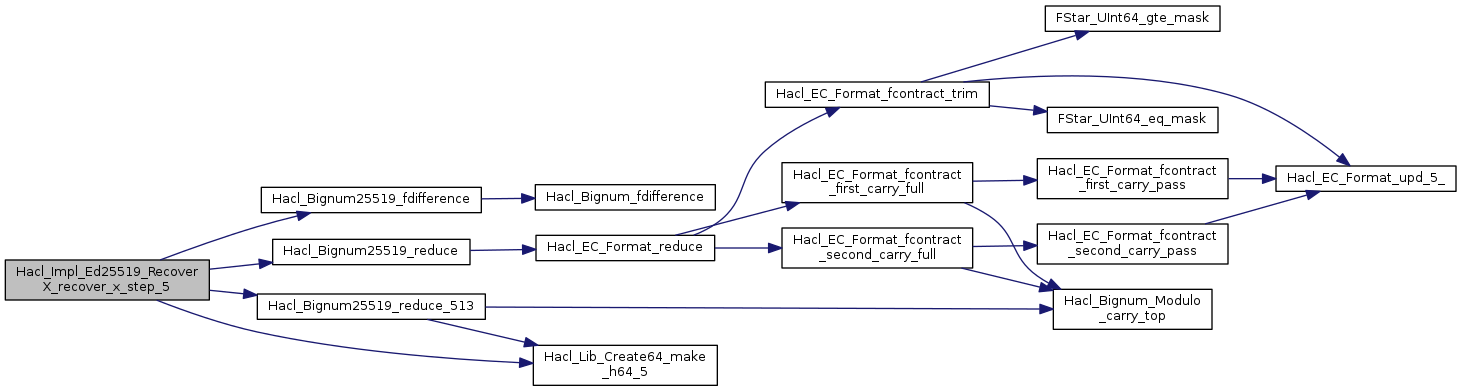 FStar_UInt64_gte_mask
Hacl_EC_Format_fcontract_trim
FStar_UInt64_eq_mask
Hacl_EC_Format_fcontract
_first_carry_full
Hacl_EC_Format_fcontract
_first_carry_pass
Hacl_EC_Format_upd_5_
Hacl_Bignum25519_fdifference
Hacl_Bignum_fdifference
Hacl_Bignum25519_reduce
Hacl_EC_Format_reduce
Hacl_EC_Format_fcontract
_second_carry_full
Hacl_EC_Format_fcontract
_second_carry_pass
Hacl_Impl_Ed25519_Recover
X_recover_x_step_5
Hacl_Bignum25519_reduce_513
Hacl_Bignum_Modulo
_carry_top
Hacl_Lib_Create64_make
_h64_5